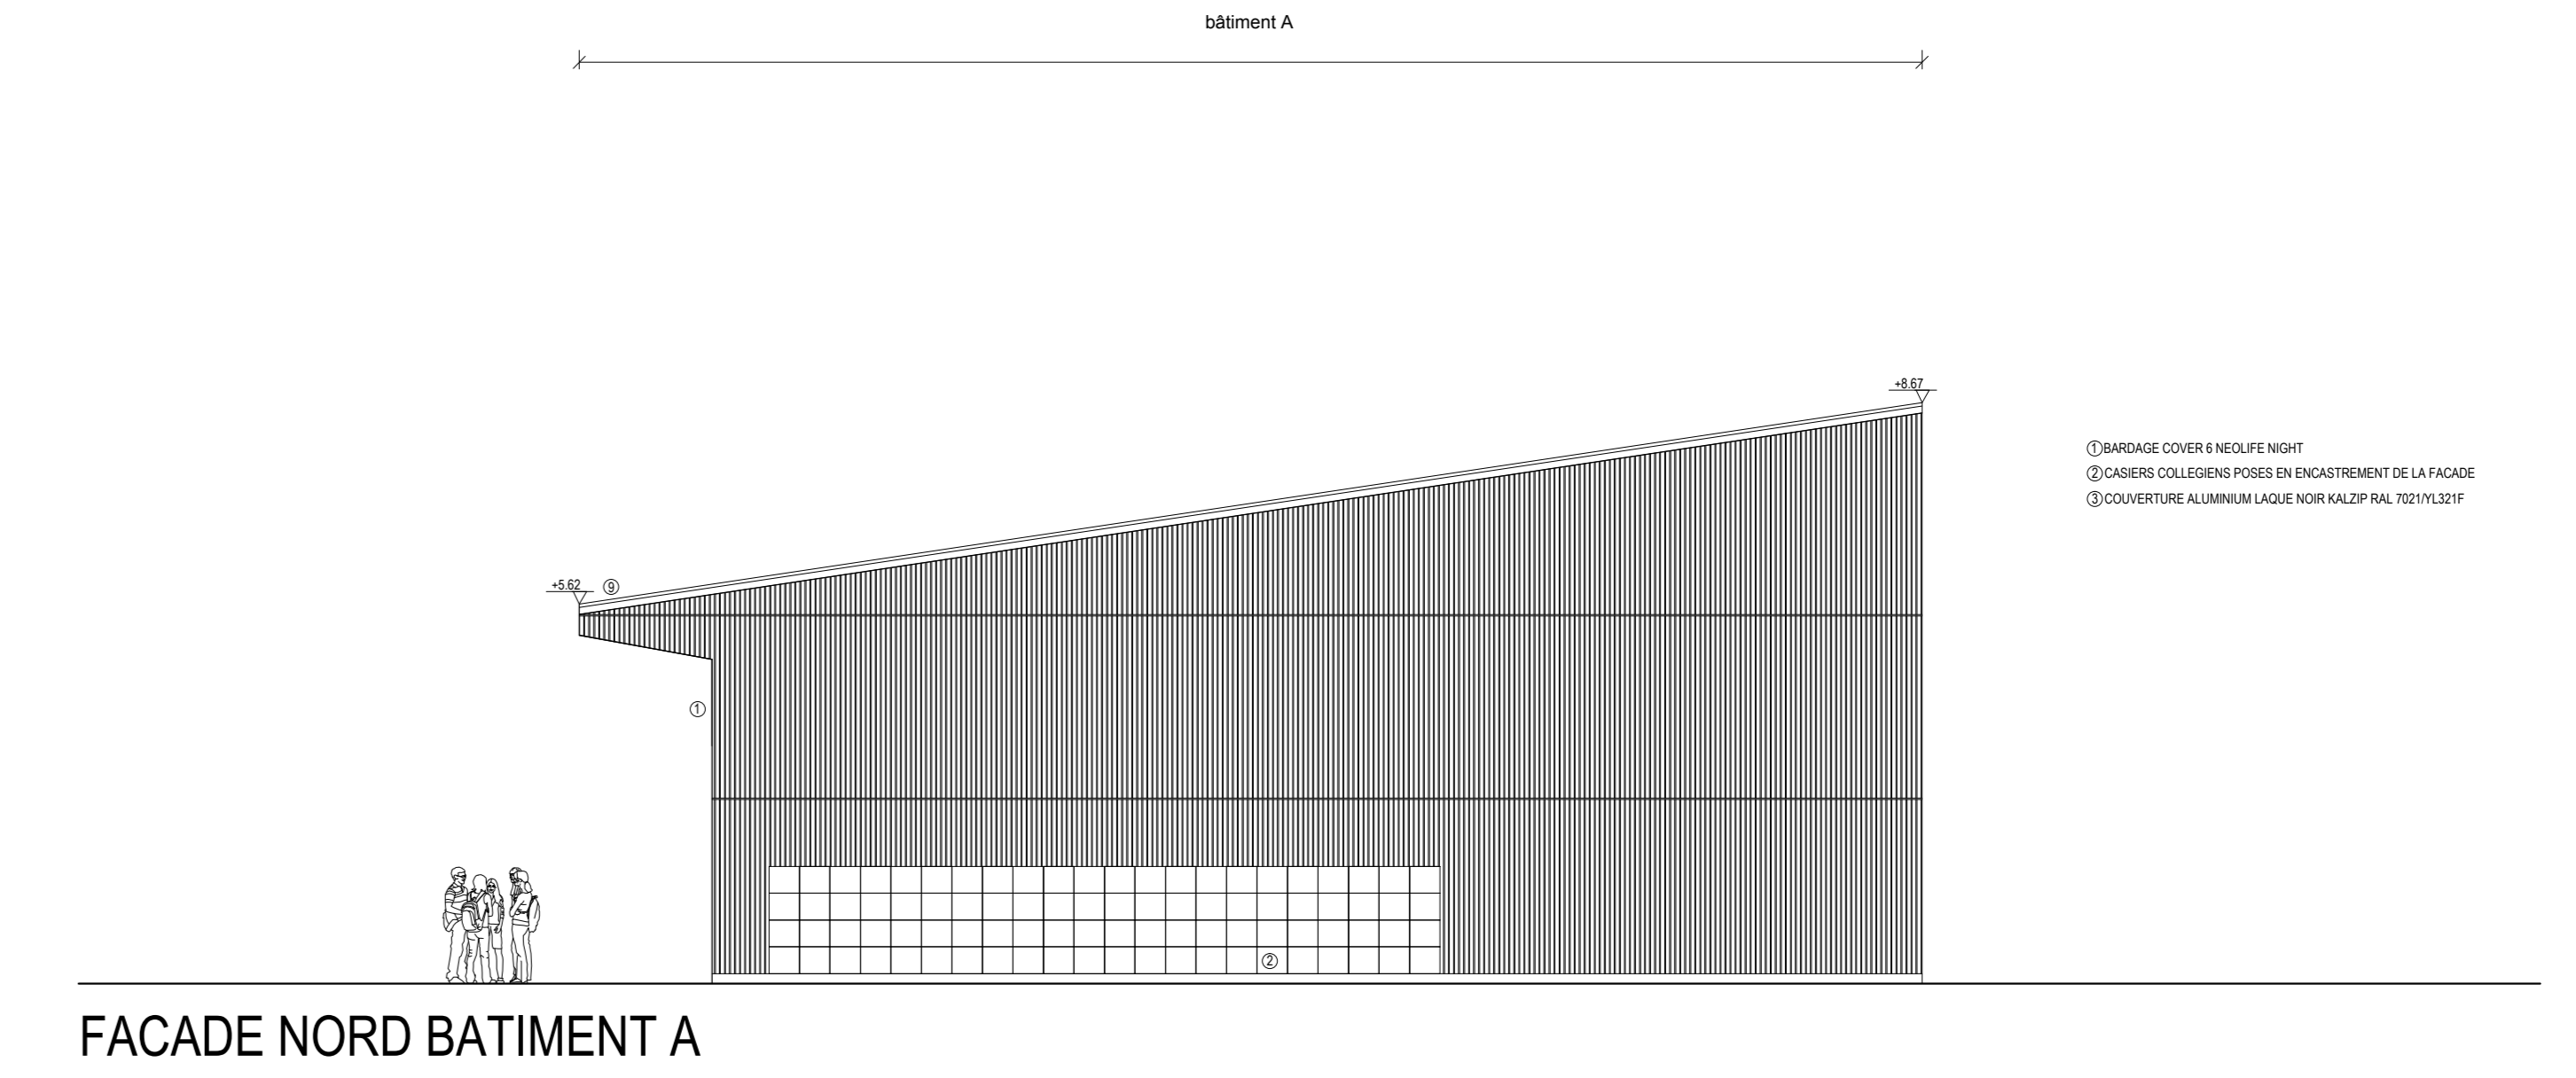 bâtiment A
+8.67
①BARDAGE COVER 6 NEOLIFE NIGHT
②CASIERS COLLEGIENS POSES EN ENCASTREMENT DE LA FACADE
③COUVERTURE ALUMINIUM LAQUE NOIR KALZIP RAL 7021/YL321F
+5.62 ⑨
①
②
FACADE NORD BATIMENT A